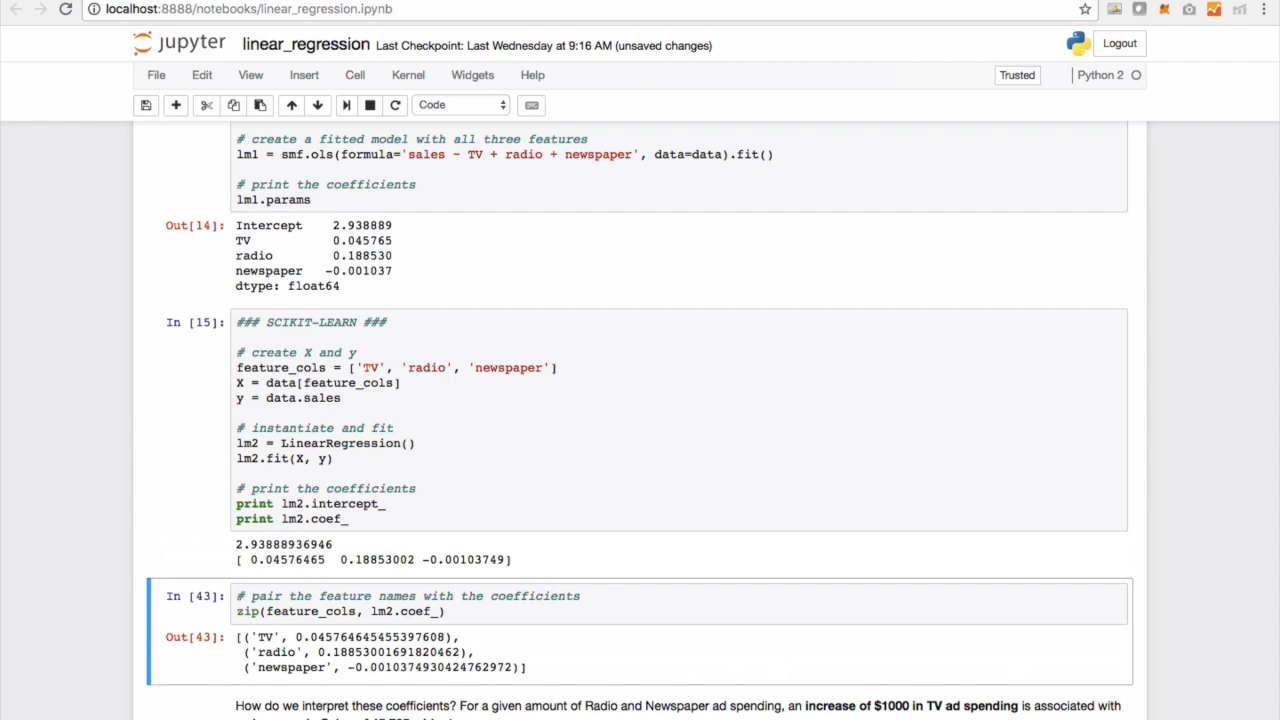 localhost:8888/notebooks/linear_regression.ipynb
jupyter linear_regression Last Checkpoint: Last Wednesday at 9:16 AM (unsaved changes) Logout
File Edit View Insert Cell Kernel Widgets Help Trusted Python 2
Code
# create a fitted model with all three features
lm1 = smf.ols(formula='sales ~ TV + radio + newspaper', data=data).fit()
# print the coefficients
lm1.params
Out[14]: Intercept 2.938889
TV 0.045765
radio 0.188530
newspaper -0.001037
dtype: float64
In [15]: ### SCIKIT-LEARN ###
# create X and y
feature_cols = ['TV', 'radio', 'newspaper']
X = data[feature_cols]
y = data.sales
# instantiate and fit
lm2 = LinearRegression()
lm2.fit(X, y)
# print the coefficients
print lm2.intercept_
print lm2.coef_
2.93888936946
[ 0.04576465 0.18853002 -0.00103749]
In [43]: # pair the feature names with the coefficients
zip(feature_cols, lm2.coef_)
Out[43]: [('TV', 0.045764645455397608),
('radio', 0.18853001691820462),
('newspaper', -0.0010374930424762972)]
How do we interpret these coefficients? For a given amount of Radio and Newspaper ad spending, an increase of $1000 in TV ad spending is associated with